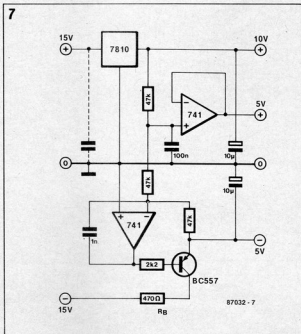 7
15V
7810
10V
+
+
47k
-
+
741
5V
+
100n
10µ
0
0
47k
10µ
47k
+
-
741
1n
2k2
-
5V
BC557
-
15V
470Ω
RB
87032 - 7